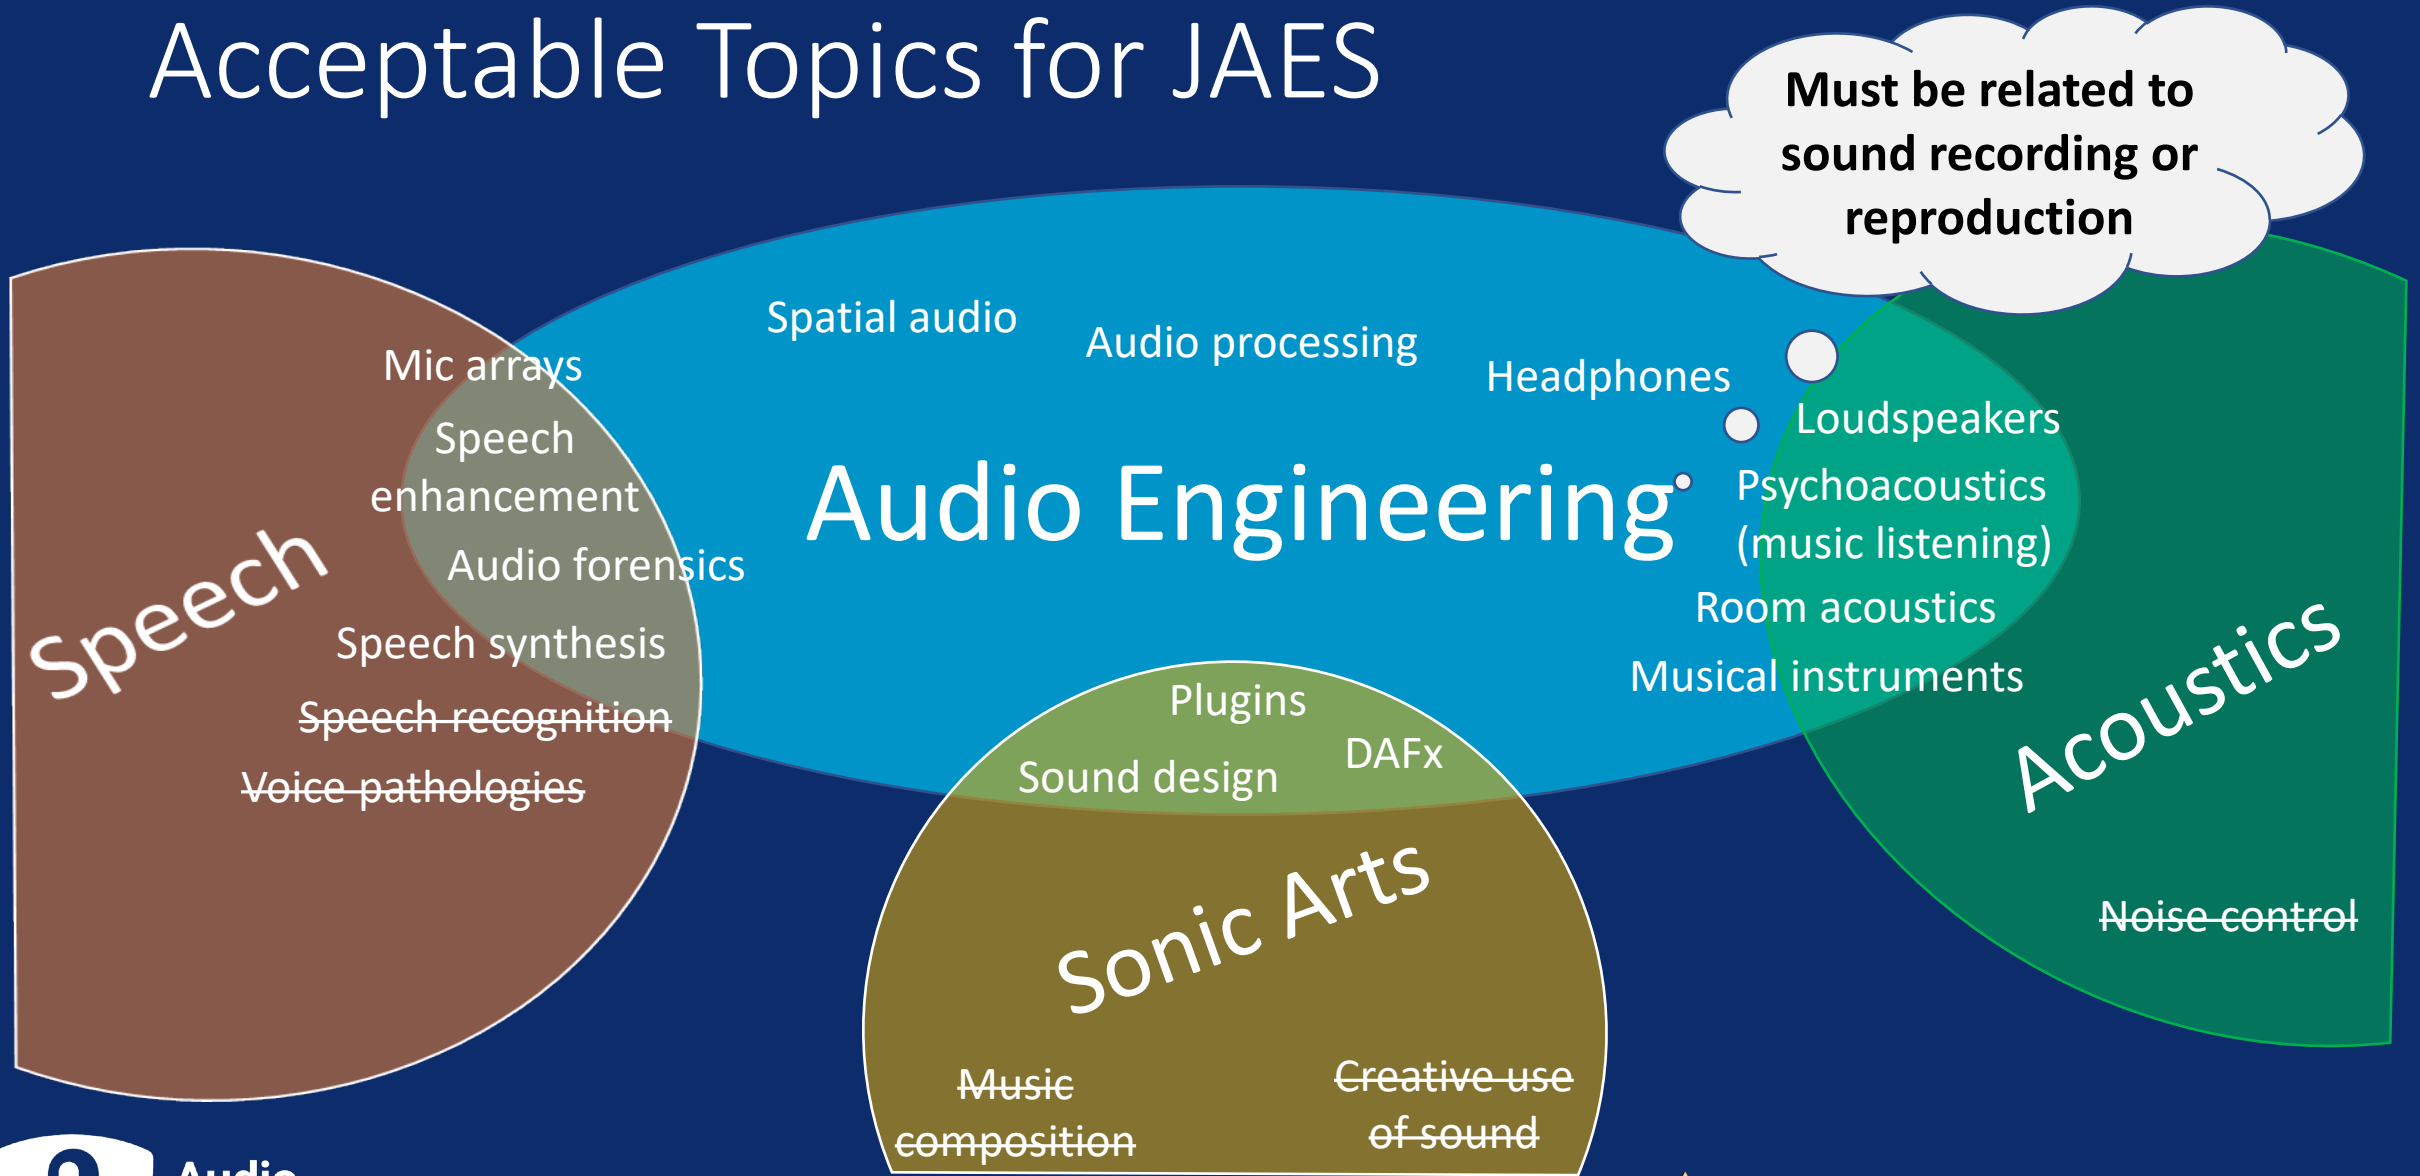 Acceptable Topics for JAES
Must be related to
sound recording or
reproduction
Spatial audio
Audio processing
Headphones
Mic arrays
Speech
enhancement
Audio forensics
Speech synthesis
Speech recognition
Voice pathologies
Speech
Audio Engineering
Loudspeakers
Psychoacoustics
(music listening)
Room acoustics
Musical instruments
Acoustics
Noise control
Plugins
DAFx
Sound design
Sonic Arts
Music
composition
Creative use
of sound
Audio